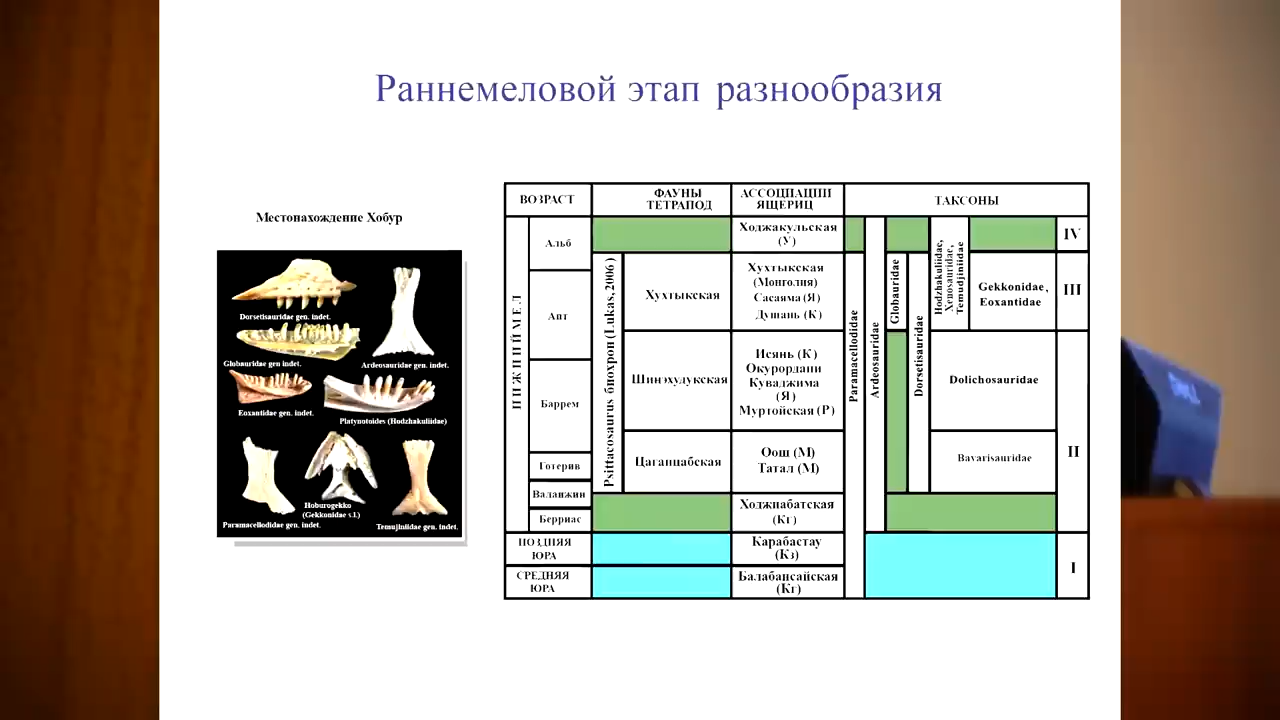 Раннемеловой этап разнообразия
Местонахождение Хобур
Dorsetisauridae gen. indet.
Globauridae gen indet.
Ardeosauridae gen. indet.
Eoxantidae gen. indet.
Platynotoides (Hodzhakuliidae)
Hoburogekko
(Gekkonidae s.l.)
Paramacellodidae gen. indet.
Temujiniidae gen. indet.
ВОЗРАСТ
ФАУНЫ
ТЕТРАПОД
АССОЦИАЦИИ
ЯЩЕРИЦ
ТАКСОНЫ
НИЖНИЙ МЕЛ
Альб
Апт
Баррем
Готерив
Валанжин
Берриас
ПОЗДНЯЯ
ЮРА
СРЕДНЯЯ
ЮРА
Psittacosaurus биохрон (Lukas, 2006)
Хухтыкская
Шинэхудукская
Цаганцабская
Ходжакульская
(У)
Хухтыкская
(Монголия)
Сасаяма (Я)
Душань (К)
Исянь (К)
Окурордани
Куваджима
(Я)
Муртойская (Р)
Оош (М)
Татал (М)
Ходжиабатская
(Кг)
Карабастау
(Кз)
Балабансайская
(Кг)
Paramacellodidae
Ardeosauridae
Globauridae
Dorsetisauridae
Hodzhakuliidae,
Xenosauridae,
Temudjiniidae
Gekkonidae,
Eoxantidae
Dolichosauridae
Bavarisauridae
IV
III
II
I